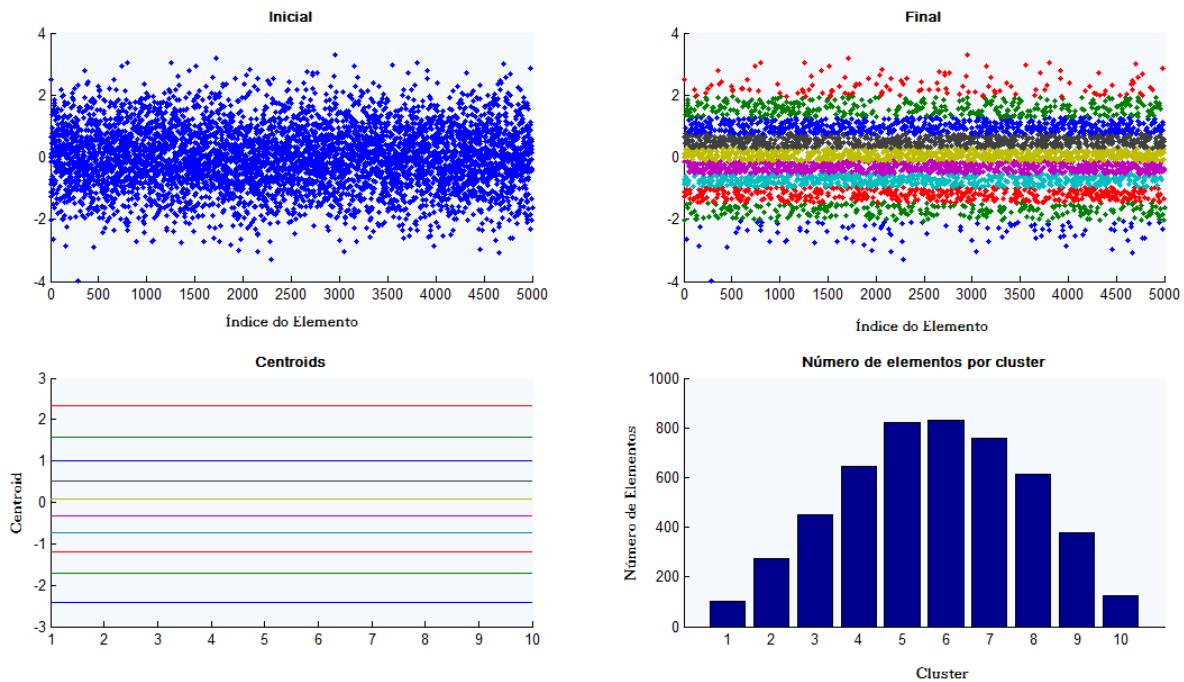 Inicial
4
2
0
-2
-4
0 500 1000 1500 2000 2500 3000 3500 4000 4500 5000
Índice do Elemento
Final
4
2
0
-2
-4
0 500 1000 1500 2000 2500 3000 3500 4000 4500 5000
Índice do Elemento
Centroids
Centroid
3
2
1
0
-1
-2
-3
1 2 3 4 5 6 7 8 9 10
Número de elementos por cluster
Número de Elementos
1000
800
600
400
200
0
1 2 3 4 5 6 7 8 9 10
Cluster